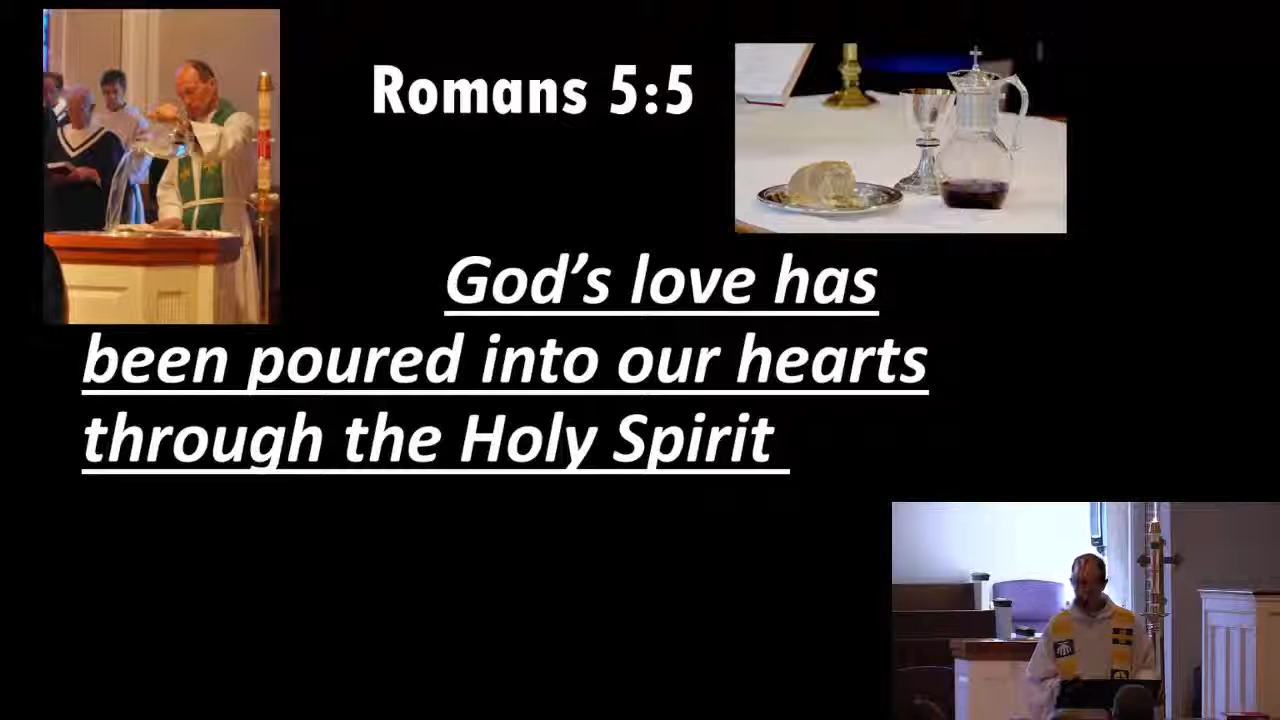 Romans 5:5
God’s love has
been poured into our hearts
through the Holy Spirit